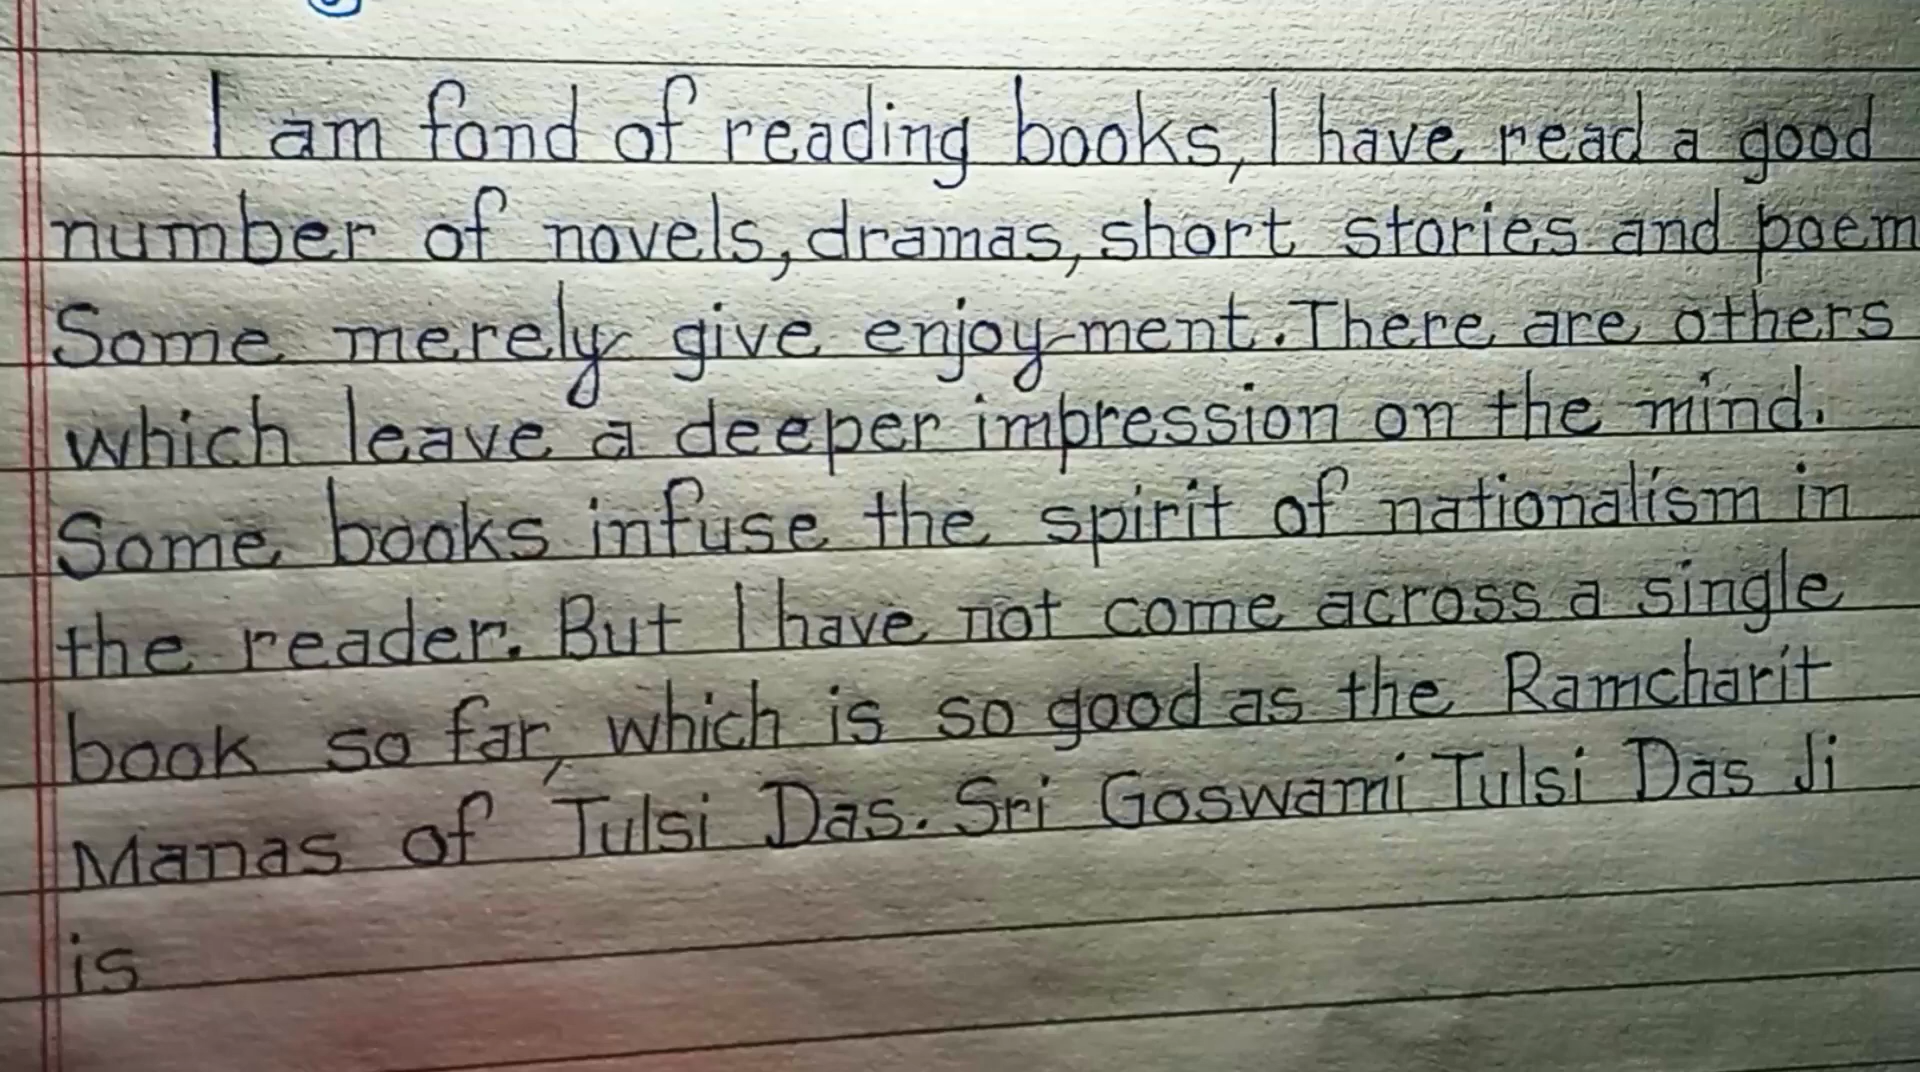 I am fond of reading books, I have read a good
number of novels, dramas, short stories and poem
Some merely give enjoyment. There are others
which leave a deeper impression on the mind.
Some books infuse the spirit of nationalism in
the reader. But I have not come across a single
book so far, which is so good as the Ramcharit
Manas of Tulsi Das. Sri Goswami Tulsi Das Ji
is